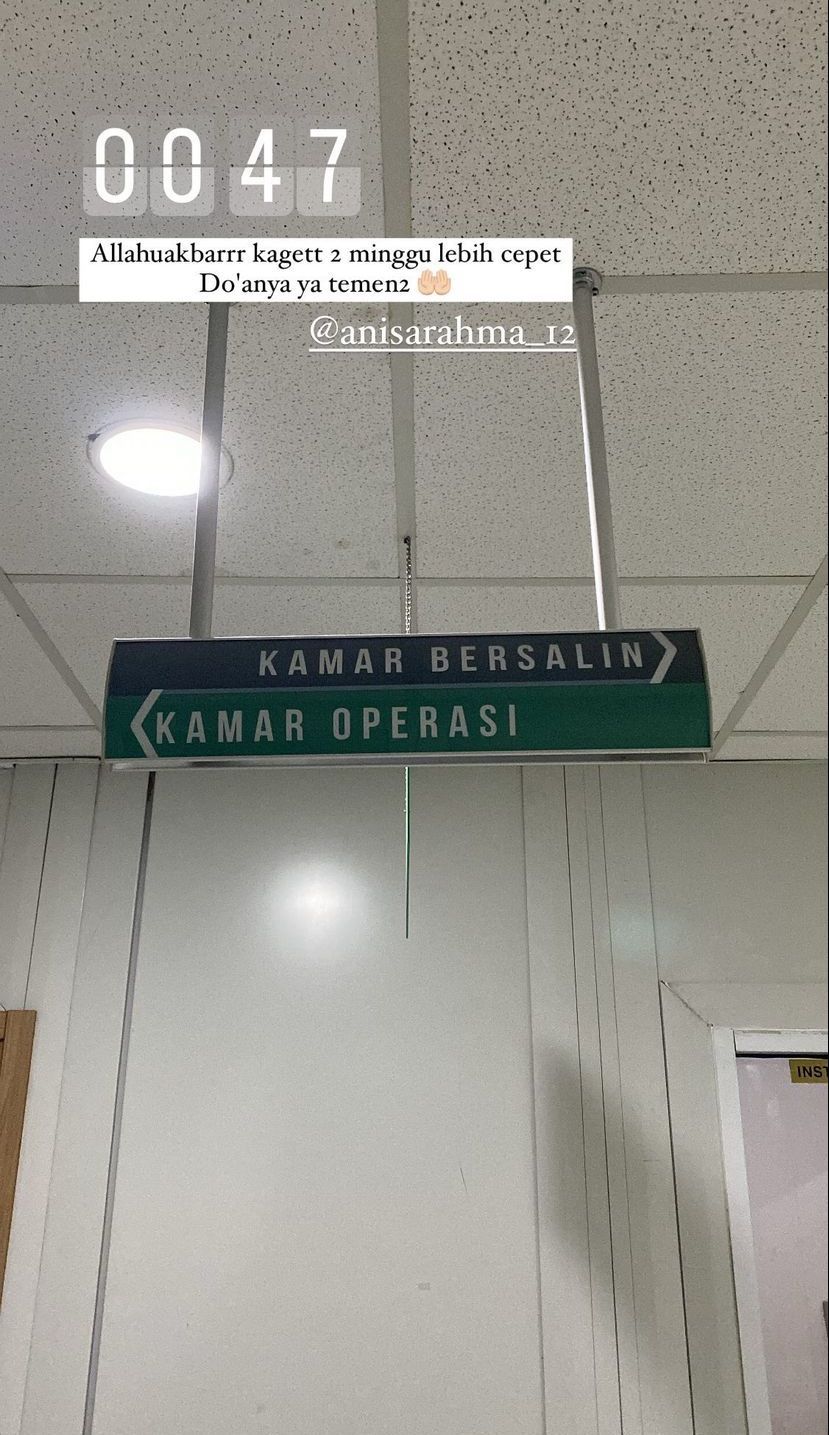 00 47
Allahuakbarrr kagett 2 minggu lebih cepet
Do'anya ya temen2 🤲🏻
@anisarahma_12
KAMAR BERSALIN
KAMAR OPERASI
INST